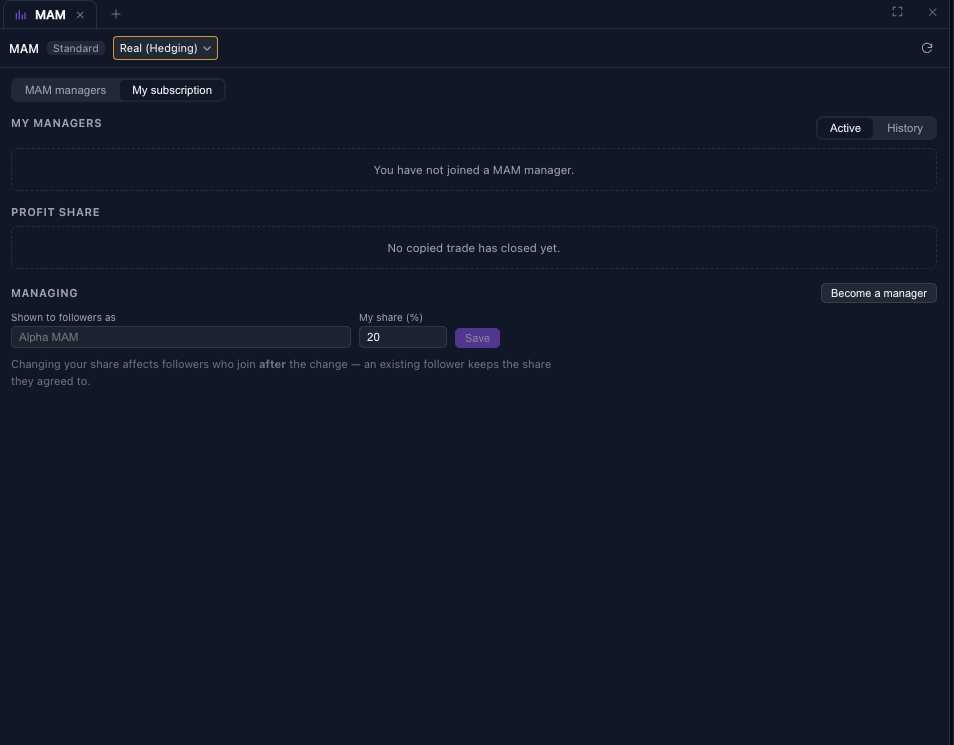 MAM
MAM Standard Real (Hedging)
MAM managers My subscription
MY MANAGERS
Active History
You have not joined a MAM manager.
PROFIT SHARE
No copied trade has closed yet.
MANAGING
Become a manager
Shown to followers as My share (%)
Alpha MAM 20 Save
Changing your share affects followers who join after the change — an existing follower keeps the share
they agreed to.